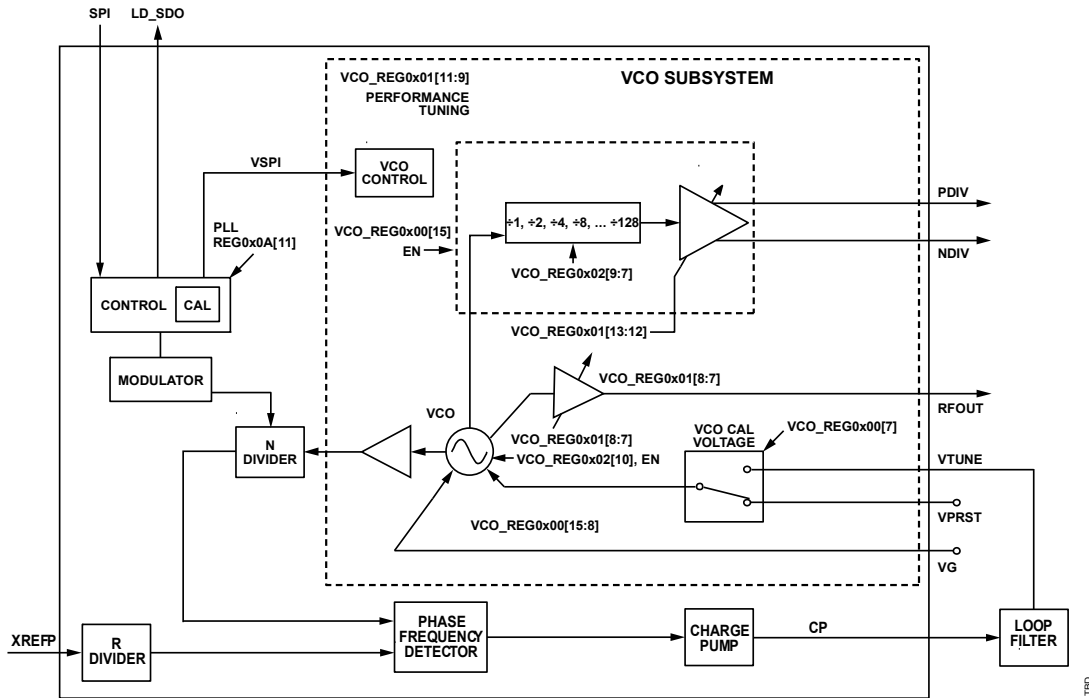 SPI
LD_SDO
VCO_REG0x01[11:9]
PERFORMANCE
TUNING
VCO SUBSYSTEM
VSPI
VCO
CONTROL
PLL
REG0x0A[11]
VCO_REG0x00[15]
EN
÷1, ÷2, ÷4, ÷8, ... ÷128
VCO_REG0x02[9:7]
PDIV
NDIV
CONTROL
CAL
VCO_REG0x01[13:12]
MODULATOR
VCO
VCO_REG0x01[8:7]
RFOUT
N
DIVIDER
VCO_REG0x01[8:7]
VCO_REG0x02[10], EN
VCO CAL
VOLTAGE
VCO_REG0x00[7]
VTUNE
VPRST
VCO_REG0x00[15:8]
VG
XREFP
R
DIVIDER
PHASE
FREQUENCY
DETECTOR
CHARGE
PUMP
CP
LOOP
FILTER
TBD